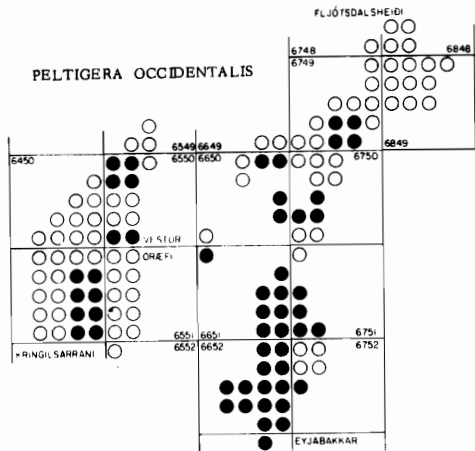 FLJÓTSDALSHEIÐI
6748 6848
6749
PELTIGERA OCCIDENTALIS
6549 6649 6849
6450 6550 6650 6750
VESTUR
ÖRÆFI
6551 6651 6751
KRINGILSARRANI 6552 6652 6752
EYJABAKKAR